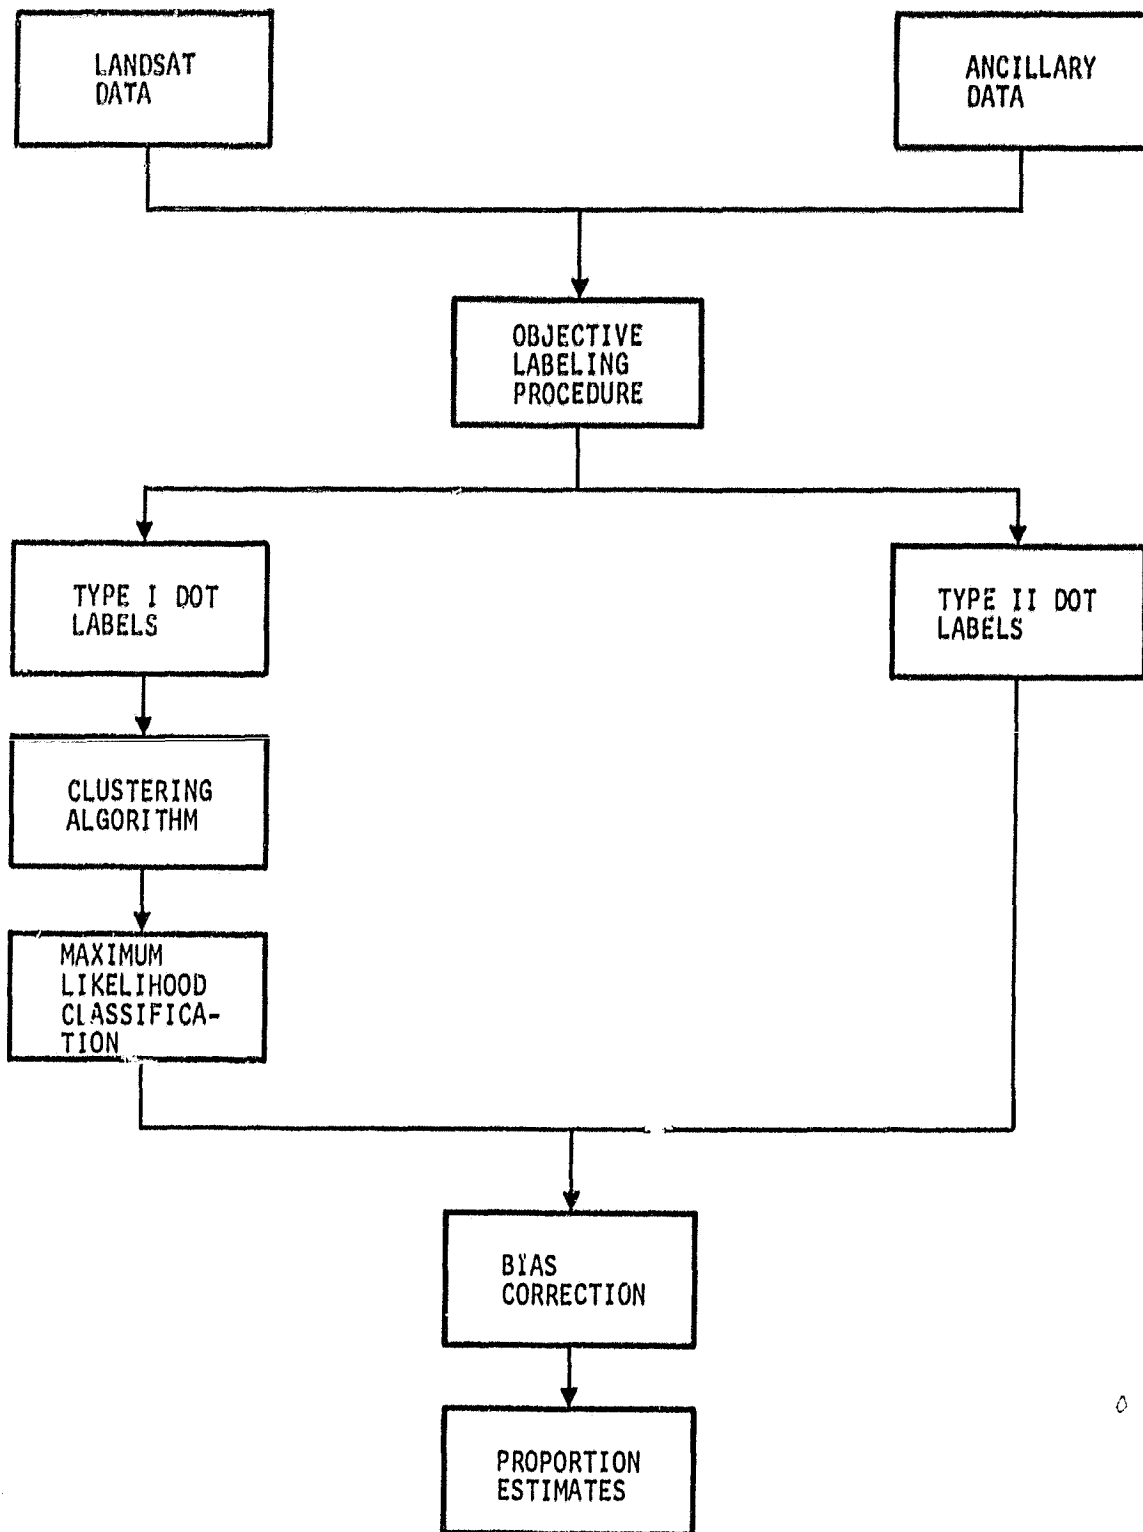 LANDSAT
DATA
ANCILLARY
DATA
OBJECTIVE
LABELING
PROCEDURE
TYPE I DOT
LABELS
TYPE II DOT
LABELS
CLUSTERING
ALGORITHM
MAXIMUM
LIKELIHOOD
CLASSIFICA-
TION
BIAS
CORRECTION
PROPORTION
ESTIMATES